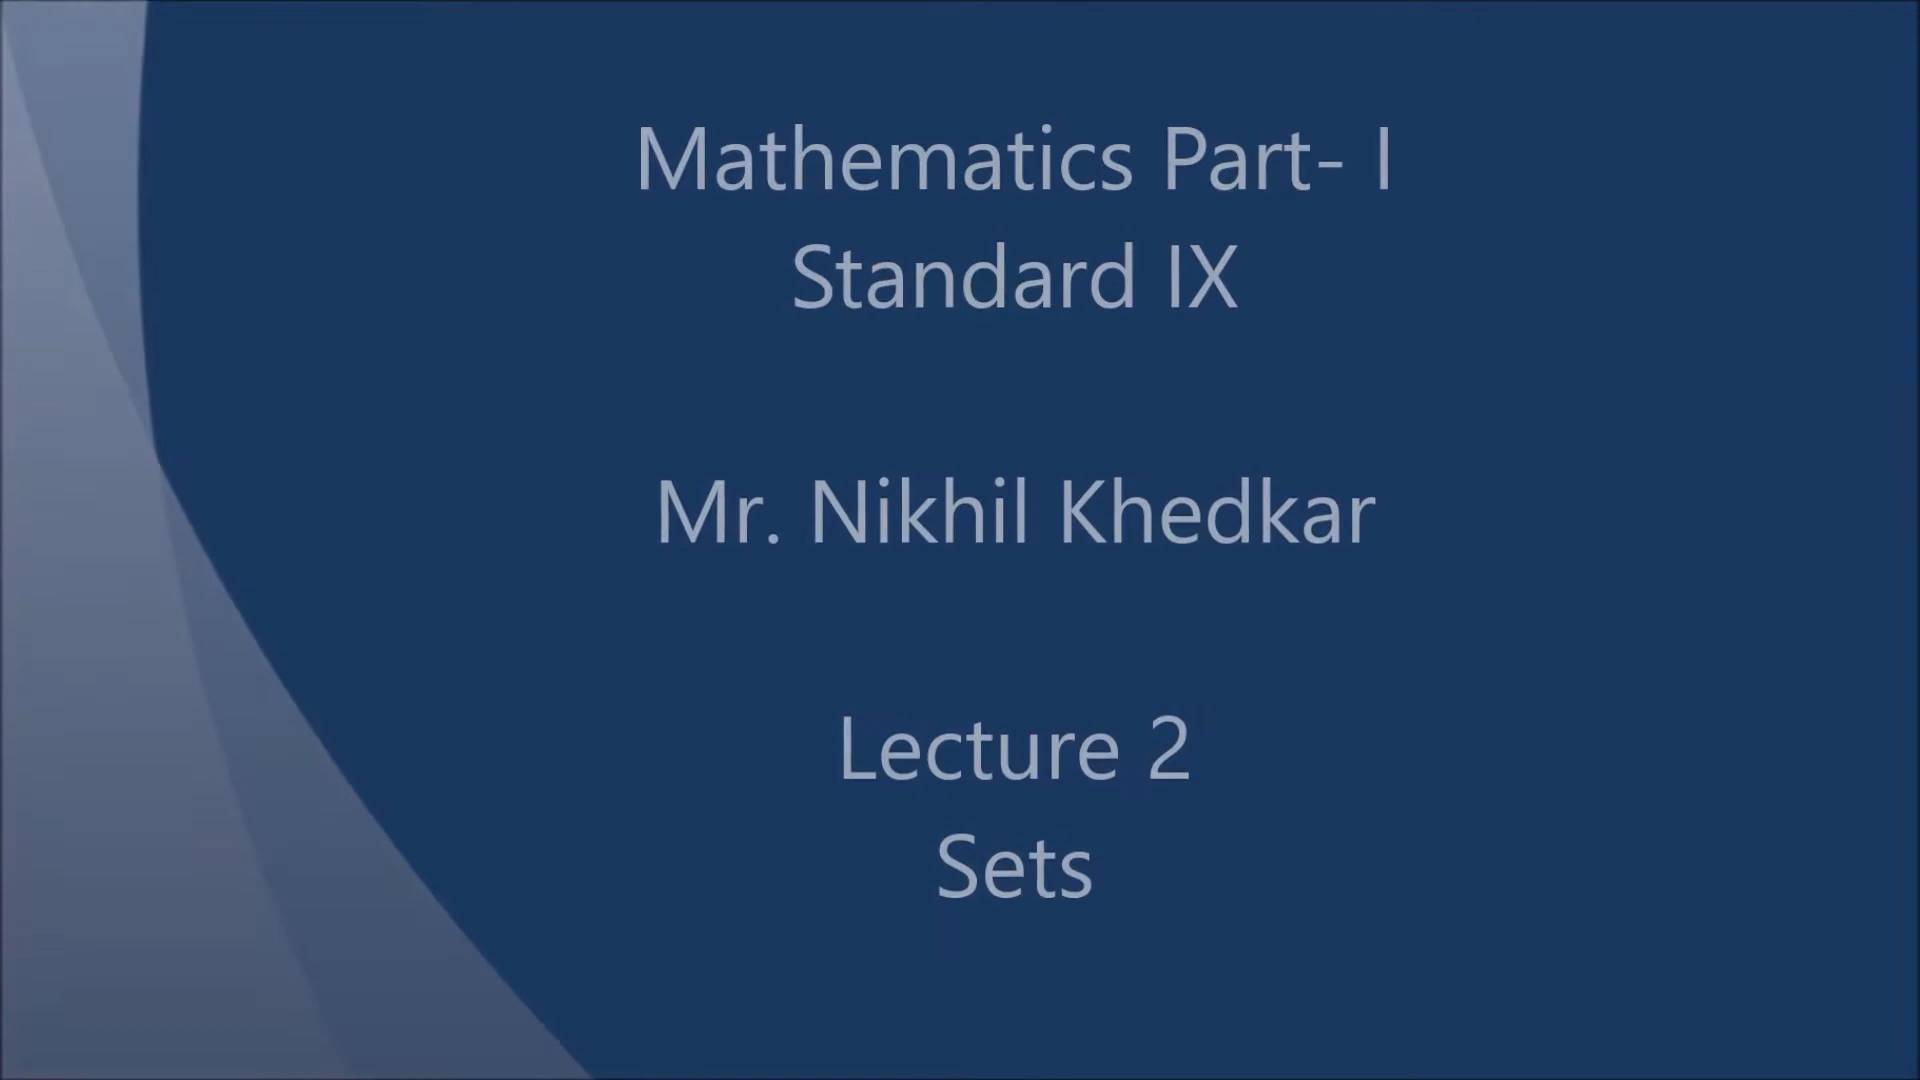 Mathematics Part- I
Standard IX
Mr. Nikhil Khedkar
Lecture 2
Sets